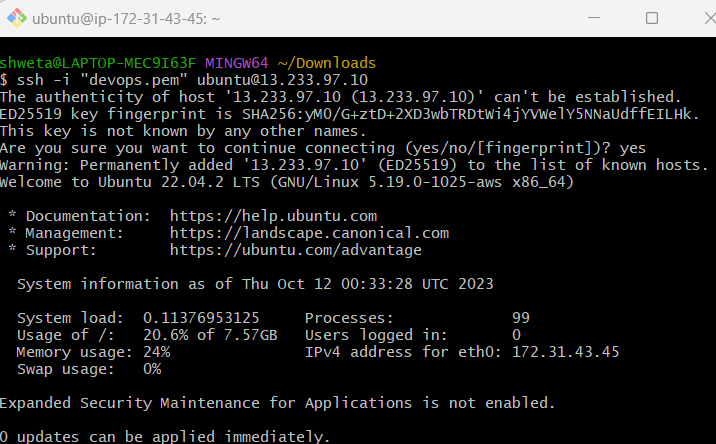 ubuntu@ip-172-31-43-45: ~
shweta@LAPTOP-MEC9I63F MINGW64 ~/Downloads
$ ssh -i "devops.pem" ubuntu@13.233.97.10
The authenticity of host '13.233.97.10 (13.233.97.10)' can't be established.
ED25519 key fingerprint is SHA256:yM0/G+ztD+2XD3wbTRDtWi4jYVWelY5NNaUdffEILHk.
This key is not known by any other names.
Are you sure you want to continue connecting (yes/no/[fingerprint])? yes
Warning: Permanently added '13.233.97.10' (ED25519) to the list of known hosts.
Welcome to Ubuntu 22.04.2 LTS (GNU/Linux 5.19.0-1025-aws x86_64)
* Documentation:  https://help.ubuntu.com
* Management:     https://landscape.canonical.com
* Support:        https://ubuntu.com/advantage
System information as of Thu Oct 12 00:33:28 UTC 2023
System load:  0.11376953125     Processes:             99
Usage of /:   20.6% of 7.57GB   Users logged in:       0
Memory usage: 24%               IPv4 address for eth0: 172.31.43.45
Swap usage:   0%
Expanded Security Maintenance for Applications is not enabled.
0 updates can be applied immediately.